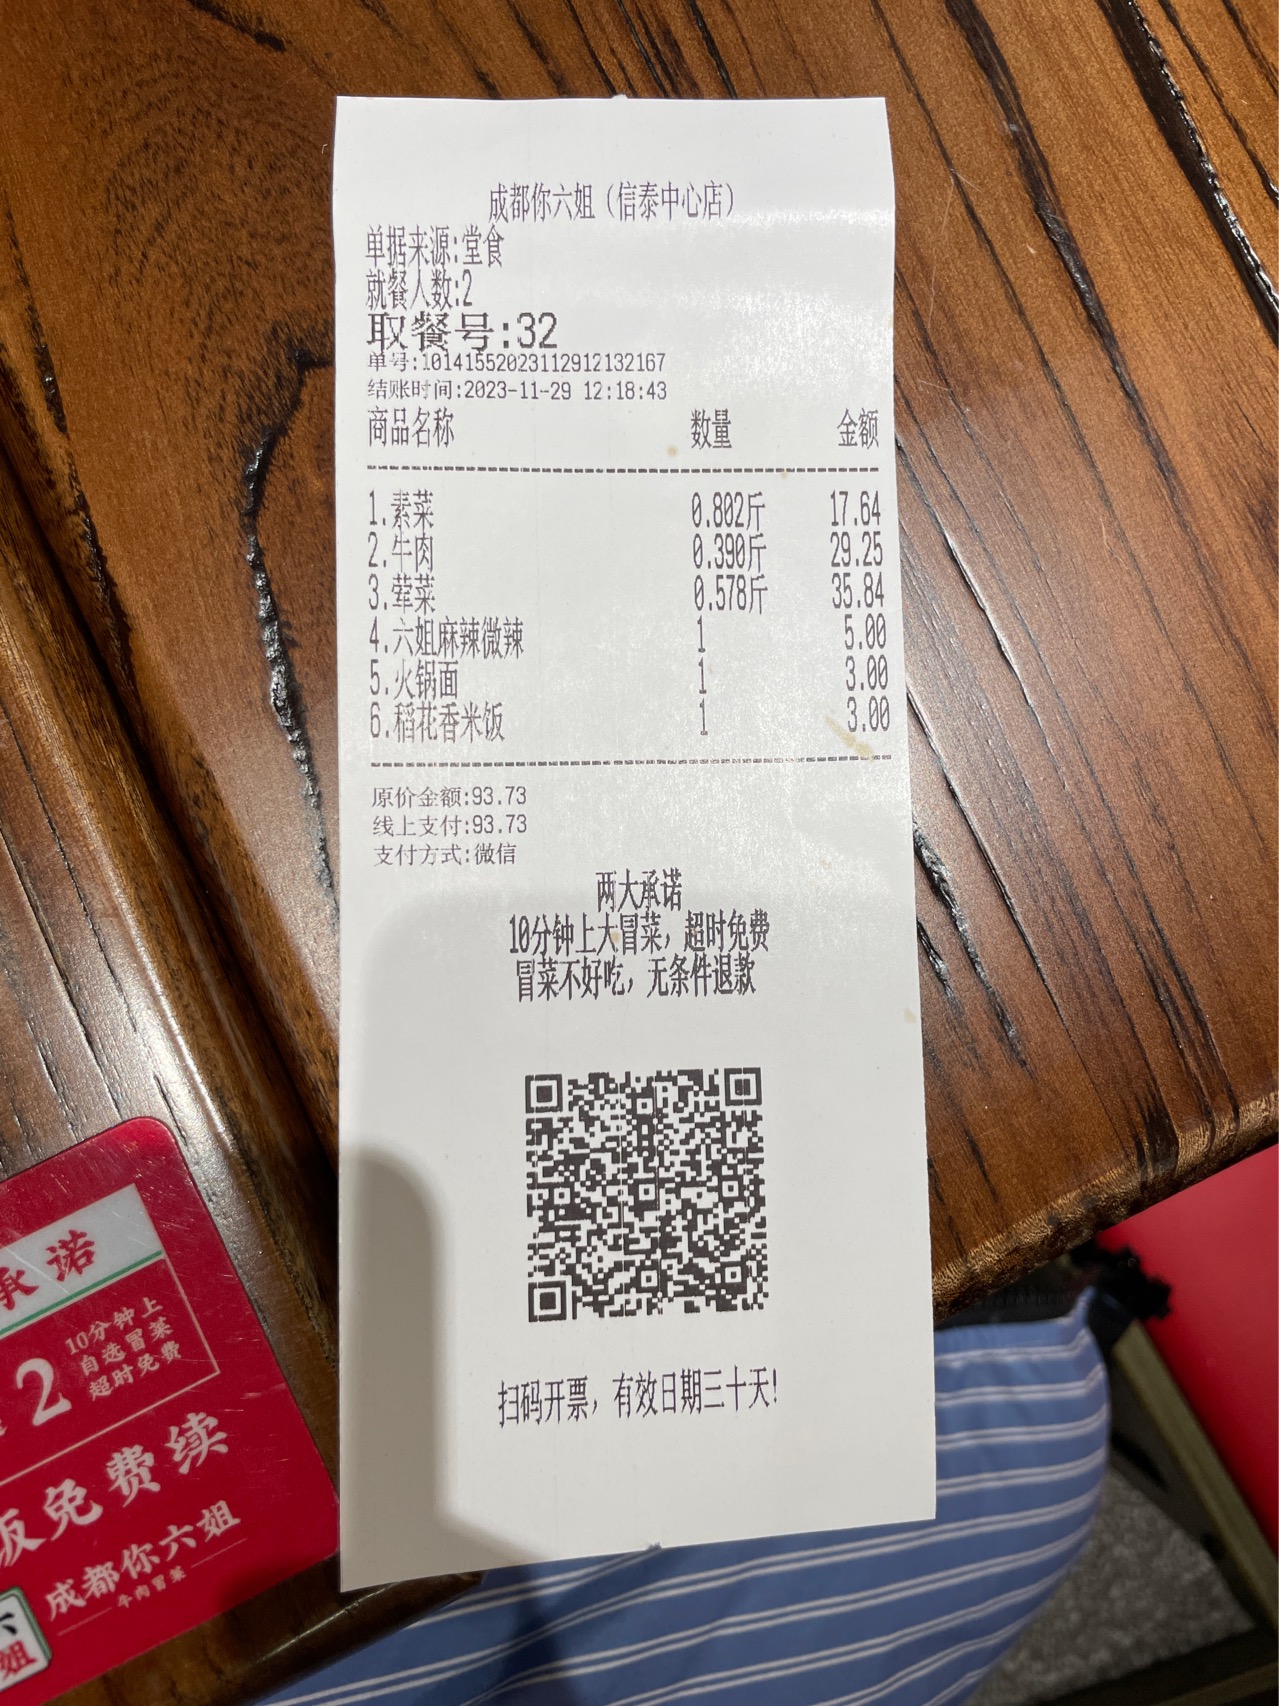 成都你六姐（信泰中心店）
单据来源:堂食
就餐人数:2
取餐号:32
单号:10141552023112912132167
结账时间:2023-11-29 12:18:43
商品名称 数量 金额
1.素菜 0.802斤 17.64
2.牛肉 0.390斤 29.25
3.荤菜 0.578斤 35.84
4.六姐麻辣微辣 1 5.00
5.火锅面 1 3.00
6.稻花香米饭 1 3.00
原价金额:93.73
线上支付:93.73
支付方式:微信
两大承诺
10分钟上大冒菜，超时免费
冒菜不好吃，无条件退款
扫码开票，有效日期三十天!
承诺
2
10分钟上
自选冒菜
超时免费
饭免费续
成都你六姐
牛肉冒菜
六
姐